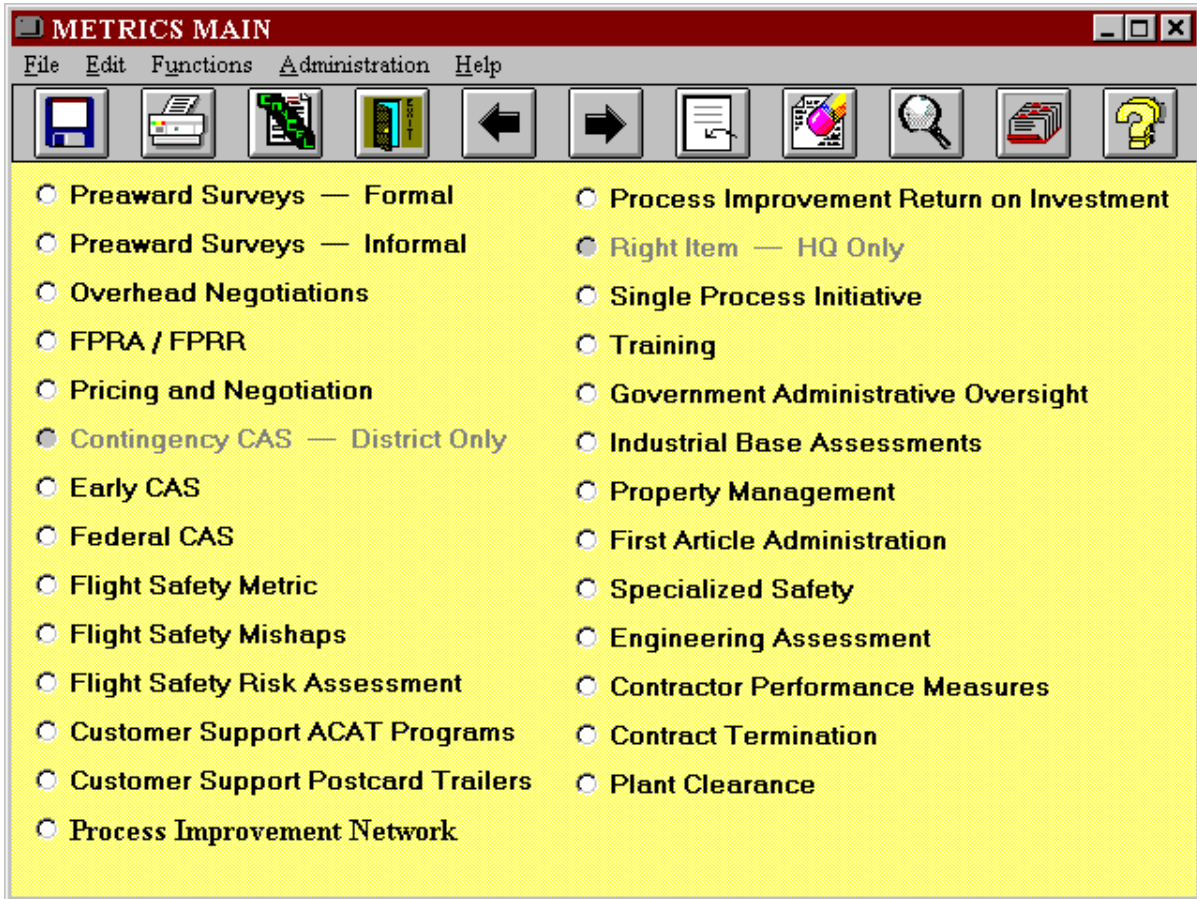 METRICS MAIN
File Edit Functions Administration Help
EXIT
Preaward Surveys — Formal
Preaward Surveys — Informal
Overhead Negotiations
FPRA / FPRR
Pricing and Negotiation
Contingency CAS — District Only
Early CAS
Federal CAS
Flight Safety Metric
Flight Safety Mishaps
Flight Safety Risk Assessment
Customer Support ACAT Programs
Customer Support Postcard Trailers
Process Improvement Network
Process Improvement Return on Investment
Right Item — HQ Only
Single Process Initiative
Training
Government Administrative Oversight
Industrial Base Assessments
Property Management
First Article Administration
Specialized Safety
Engineering Assessment
Contractor Performance Measures
Contract Termination
Plant Clearance